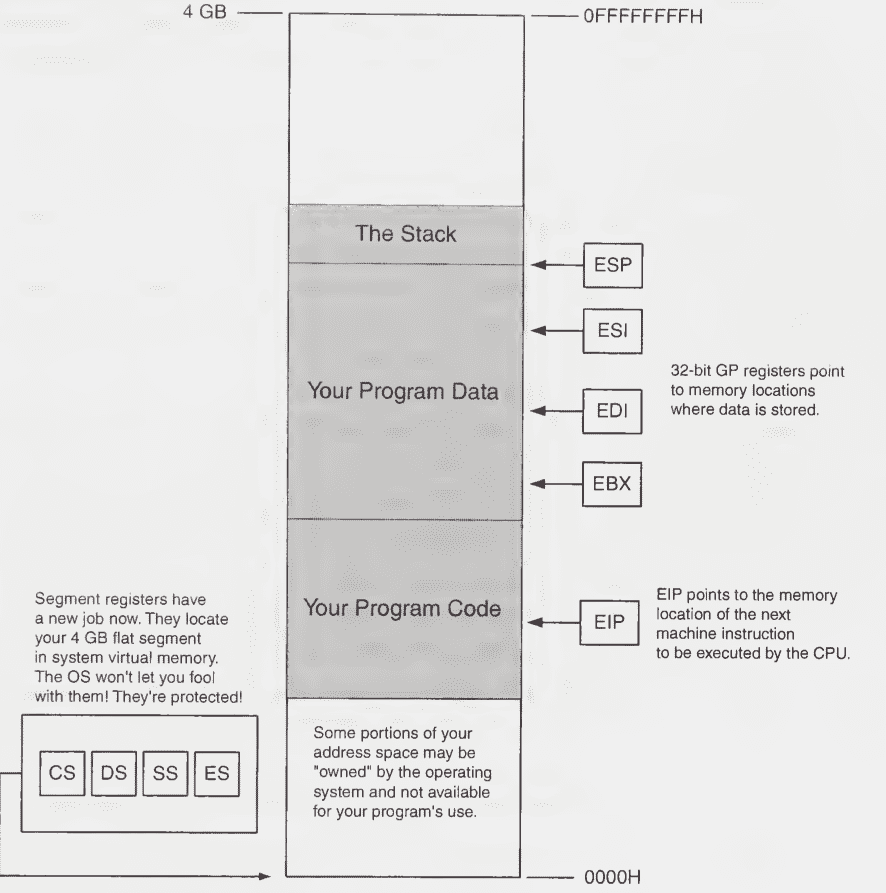 4 GB
0FFFFFFFFH
The Stack
ESP
ESI
Your Program Data
32-bit GP registers point
to memory locations
where data is stored.
EDI
EBX
Segment registers have
a new job now. They locate
your 4 GB flat segment
in system virtual memory.
The OS won't let you fool
with them! They're protected!
Your Program Code
EIP
EIP points to the memory
location of the next
machine instruction
to be executed by the CPU.
CS DS SS ES
Some portions of your
address space may be
"owned" by the operating
system and not available
for your program's use.
0000H